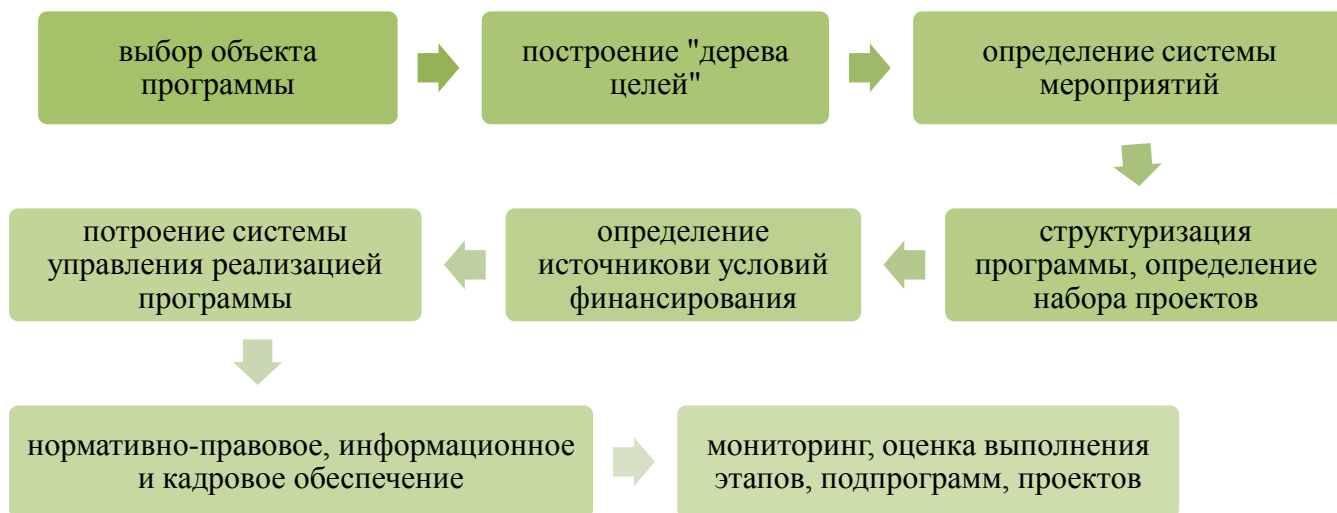 выбор объекта
программы
построение "дерева
целей"
определение системы
мероприятий
структуризация
программы, определение
набора проектов
определение
источникови условий
финансирования
потроение системы
управления реализацией
программы
нормативно-правовое, информационное
и кадровое обеспечение
мониторинг, оценка выполнения
этапов, подпрограмм, проектов